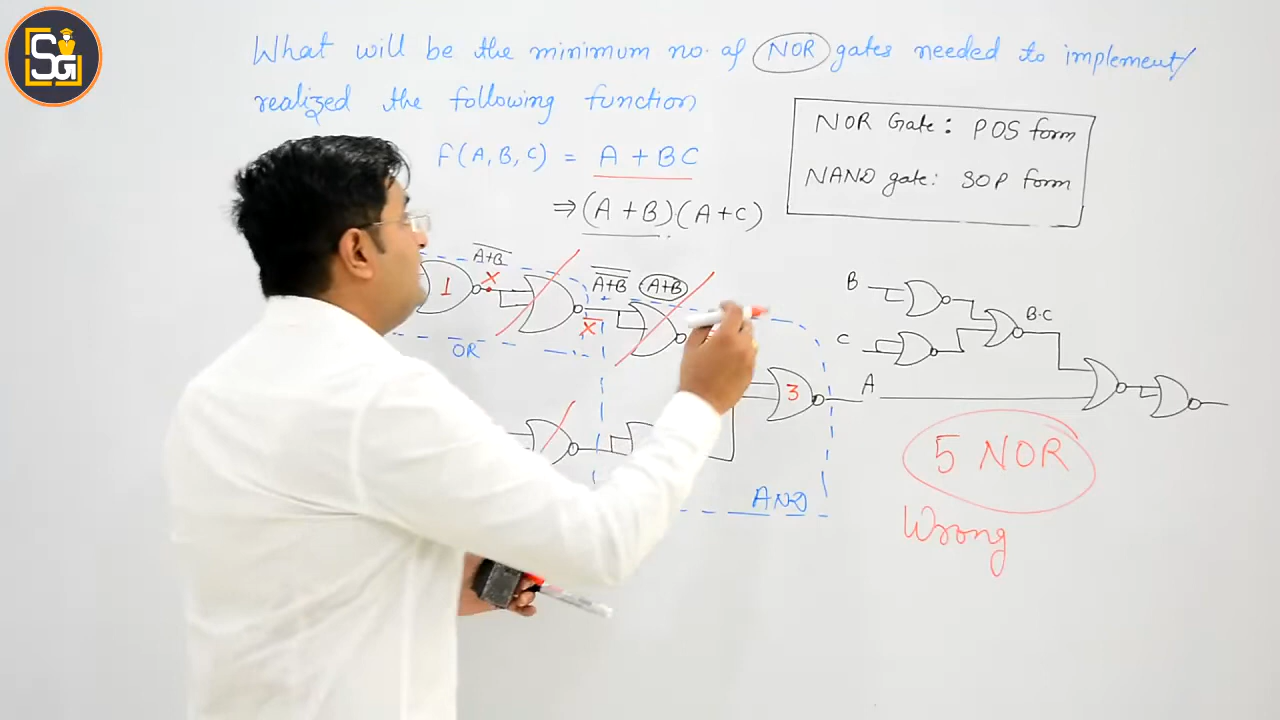 SG
What will be the minimum no. of NOR gates needed to implement/
realized the following function
NOR Gate: POS form
NAND gate: SOP form
F(A, B, C) = A + BC
⇒ (A + B)(A + C)
A̅+̅B̅
1
X
A̿+̿B̿
A+B
X̅
OR
3
AND
B
C
B·C
A
5 NOR
Wrong